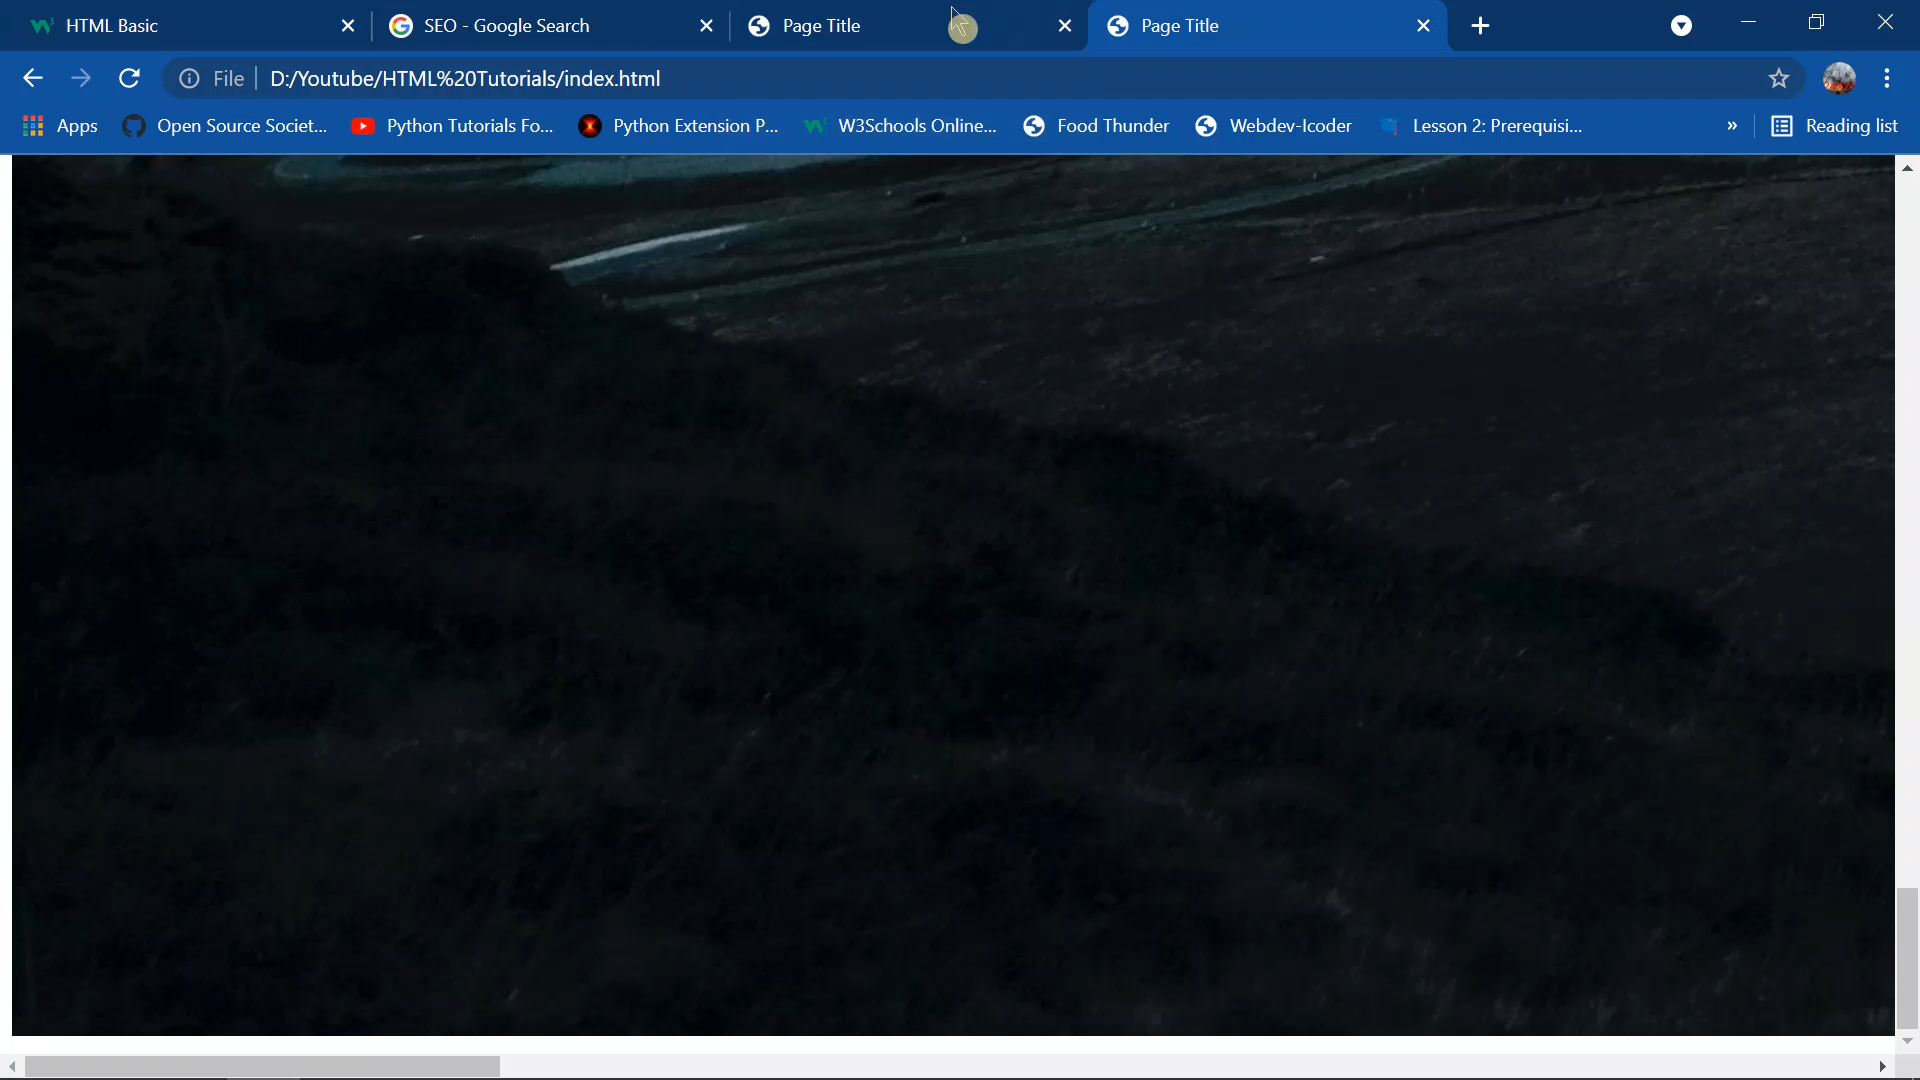 HTML Basic
SEO - Google Search
Page Title
Page Title
File
D:/Youtube/HTML%20Tutorials/index.html
Apps
Open Source Societ...
Python Tutorials Fo...
Python Extension P...
W3Schools Online...
Food Thunder
Webdev-Icoder
Lesson 2: Prerequisi...
»
Reading list